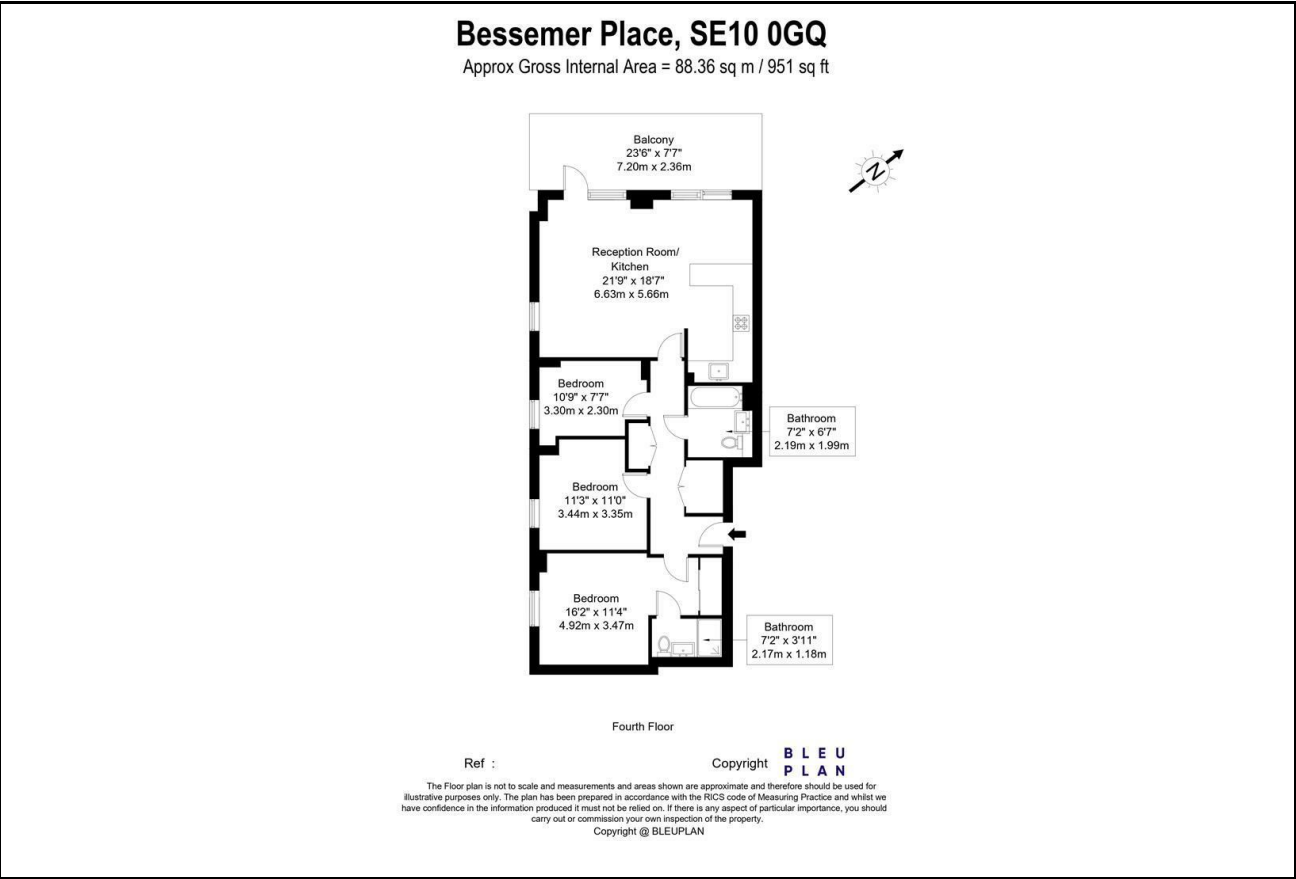 Bessemer Place, SE10 0GQ
Approx Gross Internal Area = 88.36 sq m / 951 sq ft
Balcony
23'6" x 7'7"
7.20m x 2.36m
N
Reception Room/
Kitchen
21'9" x 18'7"
6.63m x 5.66m
Bedroom
10'9" x 7'7"
3.30m x 2.30m
Bathroom
7'2" x 6'7"
2.19m x 1.99m
Bedroom
11'3" x 11'0"
3.44m x 3.35m
Bedroom
16'2" x 11'4"
4.92m x 3.47m
Bathroom
7'2" x 3'11"
2.17m x 1.18m
Fourth Floor
Ref :
Copyright
BLEU
PLAN
The Floor plan is not to scale and measurements and areas shown are approximate and therefore should be used for
illustrative purposes only. The plan has been prepared in accordance with the RICS code of Measuring Practice and whilst we
have confidence in the information produced it must not be relied on. If there is any aspect of particular importance, you should
carry out or commission your own inspection of the property.
Copyright @ BLEUPLAN